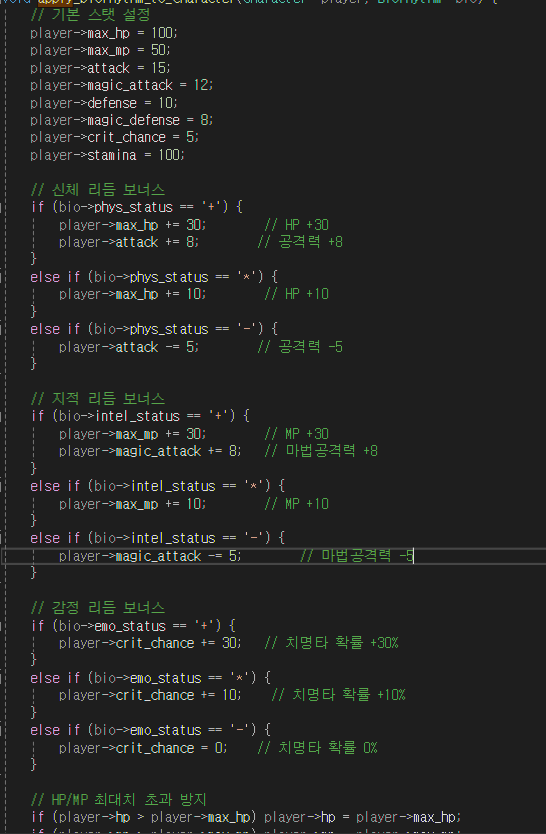 void apply_biorhythm_to_character(Character* player, Biorhythm* bio) {
// 기본 스탯 설정
player->max_hp = 100;
player->max_mp = 50;
player->attack = 15;
player->magic_attack = 12;
player->defense = 10;
player->magic_defense = 8;
player->crit_chance = 5;
player->stamina = 100;
// 신체 리듬 보너스
if (bio->phys_status == '+') {
player->max_hp += 30; // HP +30
player->attack += 8; // 공격력 +8
}
else if (bio->phys_status == '*') {
player->max_hp += 10; // HP +10
}
else if (bio->phys_status == '-') {
player->attack -= 5; // 공격력 -5
}
// 지적 리듬 보너스
if (bio->intel_status == '+') {
player->max_mp += 30; // MP +30
player->magic_attack += 8; // 마법공격력 +8
}
else if (bio->intel_status == '*') {
player->max_mp += 10; // MP +10
}
else if (bio->intel_status == '-') {
player->magic_attack -= 5; // 마법공격력 -5
}
// 감정 리듬 보너스
if (bio->emo_status == '+') {
player->crit_chance += 30; // 치명타 확률 +30%
}
else if (bio->emo_status == '*') {
player->crit_chance += 10; // 치명타 확률 +10%
}
else if (bio->emo_status == '-') {
player->crit_chance = 0; // 치명타 확률 0%
}
// HP/MP 최대치 초과 방지
if (player->hp > player->max_hp) player->hp = player->max_hp;